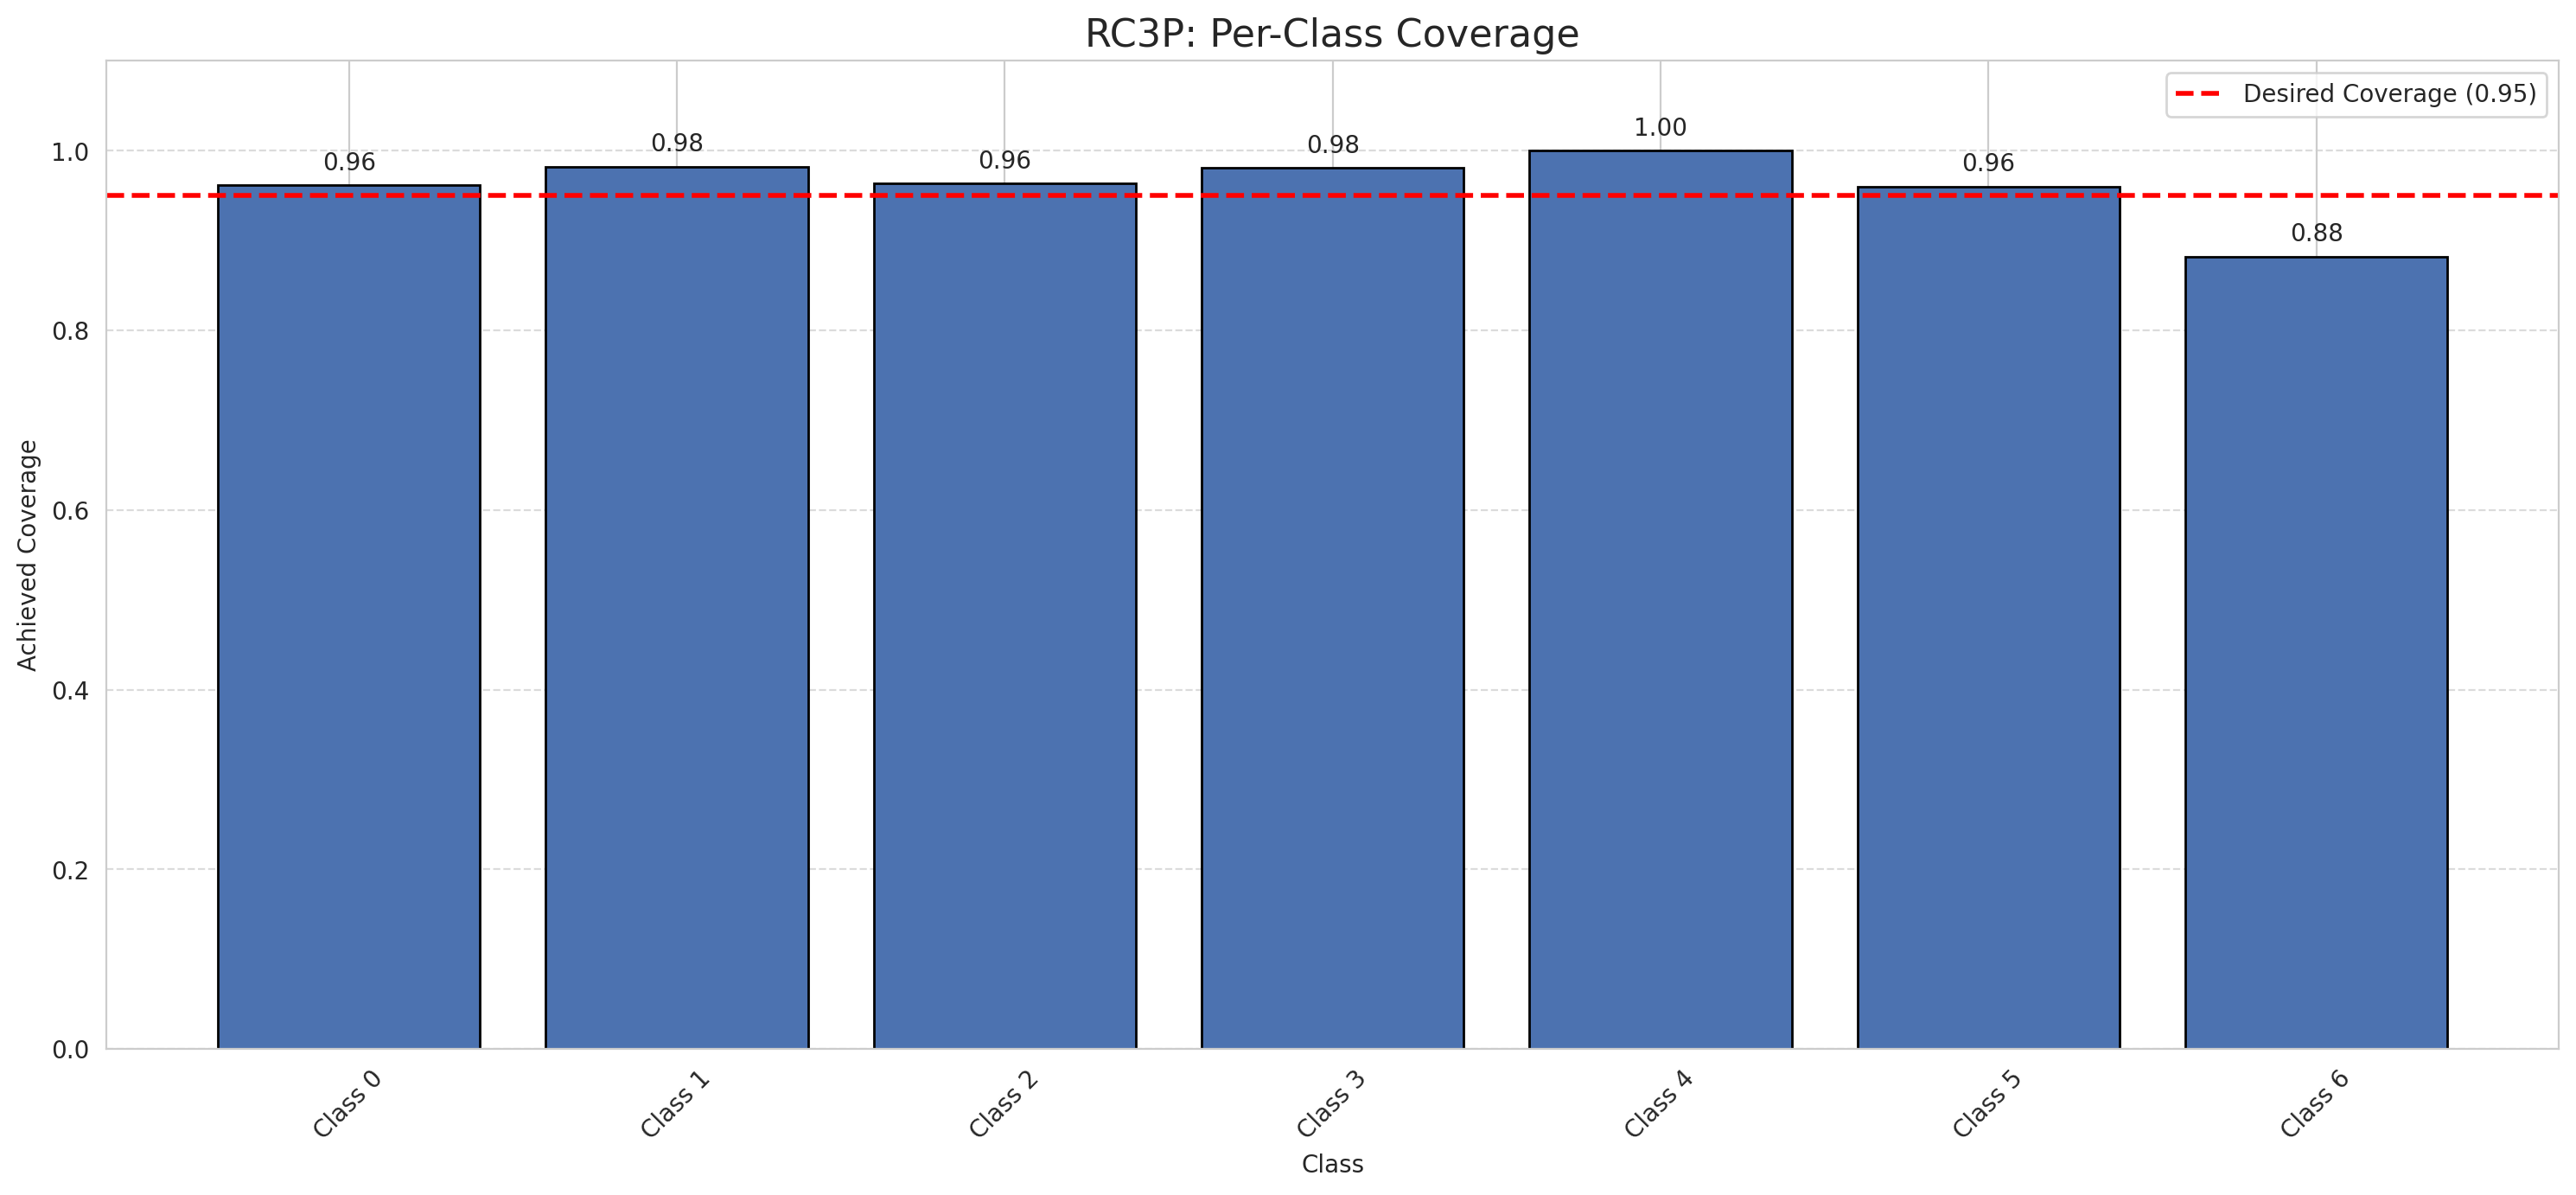 RC3P: Per-Class Coverage
Desired Coverage (0.95)
Achieved Coverage
1.0
0.8
0.6
0.4
0.2
0.0
0.96
0.98
0.96
0.98
1.00
0.96
0.88
Class 0
Class 1
Class 2
Class 3
Class 4
Class 5
Class 6
Class